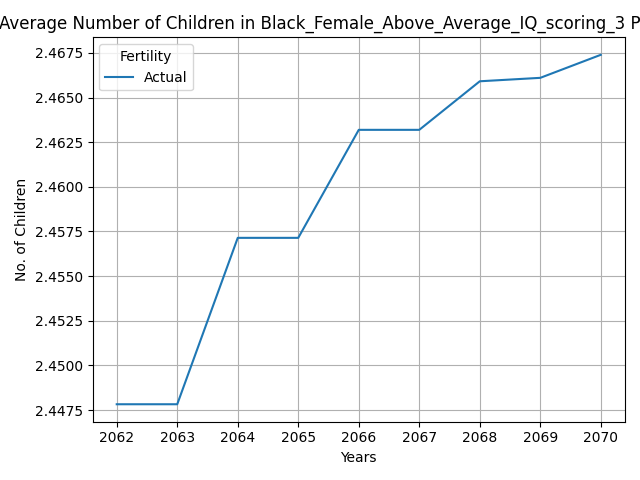 Average Number of Children in Black_Female_Above_Average_IQ_scoring_3 P
Fertility
Actual
2.4675
2.4650
2.4625
2.4600
2.4575
2.4550
2.4525
2.4500
2.4475
No. of Children
2062 2063 2064 2065 2066 2067 2068 2069 2070
Years